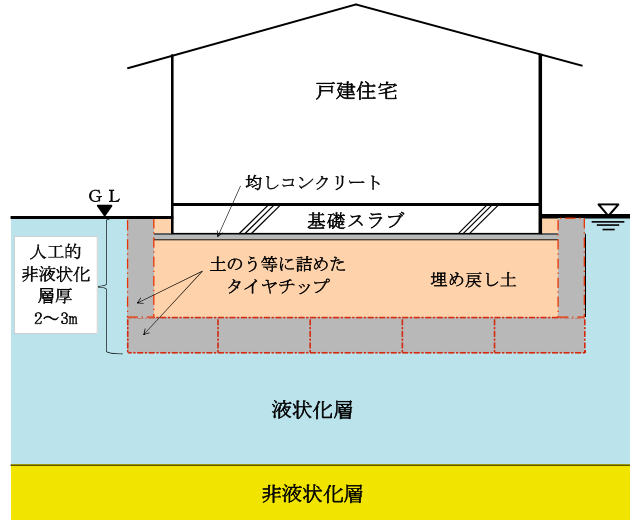 戸建住宅
均しコンクリート
ＧＬ
基礎スラブ
人工的
非液状化
層厚
2～3m
土のう等に詰めた
タイヤチップ
埋め戻し土
液状化層
非液状化層